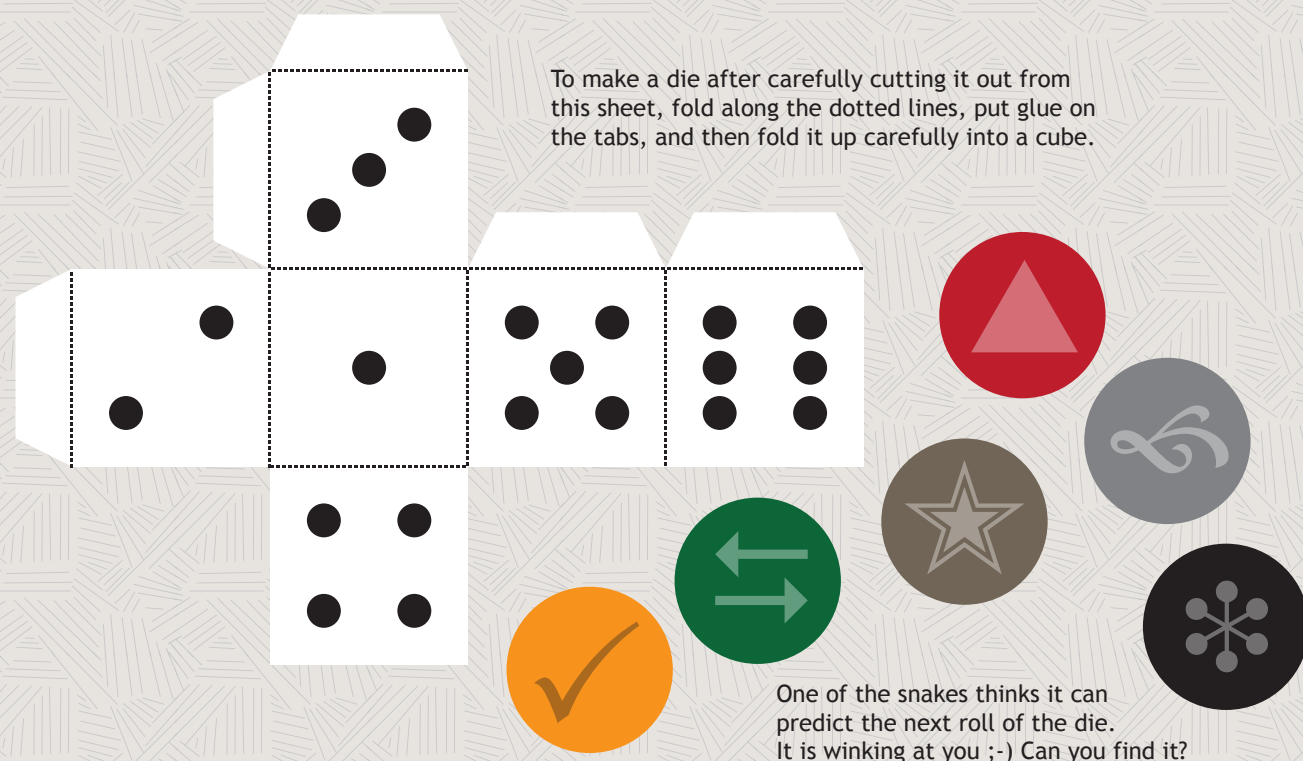 To make a die after carefully cutting it out from
this sheet, fold along the dotted lines, put glue on
the tabs, and then fold it up carefully into a cube.
One of the snakes thinks it can
predict the next roll of the die.
It is winking at you ;-) Can you find it?